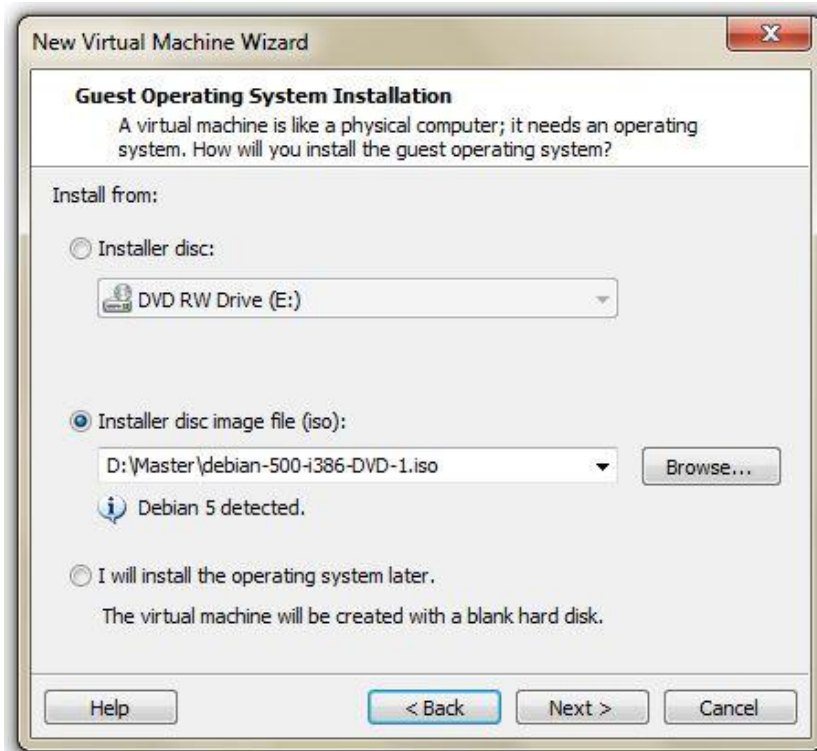 New Virtual Machine Wizard
Guest Operating System Installation
A virtual machine is like a physical computer; it needs an operating
system. How will you install the guest operating system?
Install from:
Installer disc:
DVD RW Drive (E:)
Installer disc image file (iso):
D:\Master\debian-500-i386-DVD-1.iso
Browse...
Debian 5 detected.
I will install the operating system later.
The virtual machine will be created with a blank hard disk.
Help
< Back
Next >
Cancel